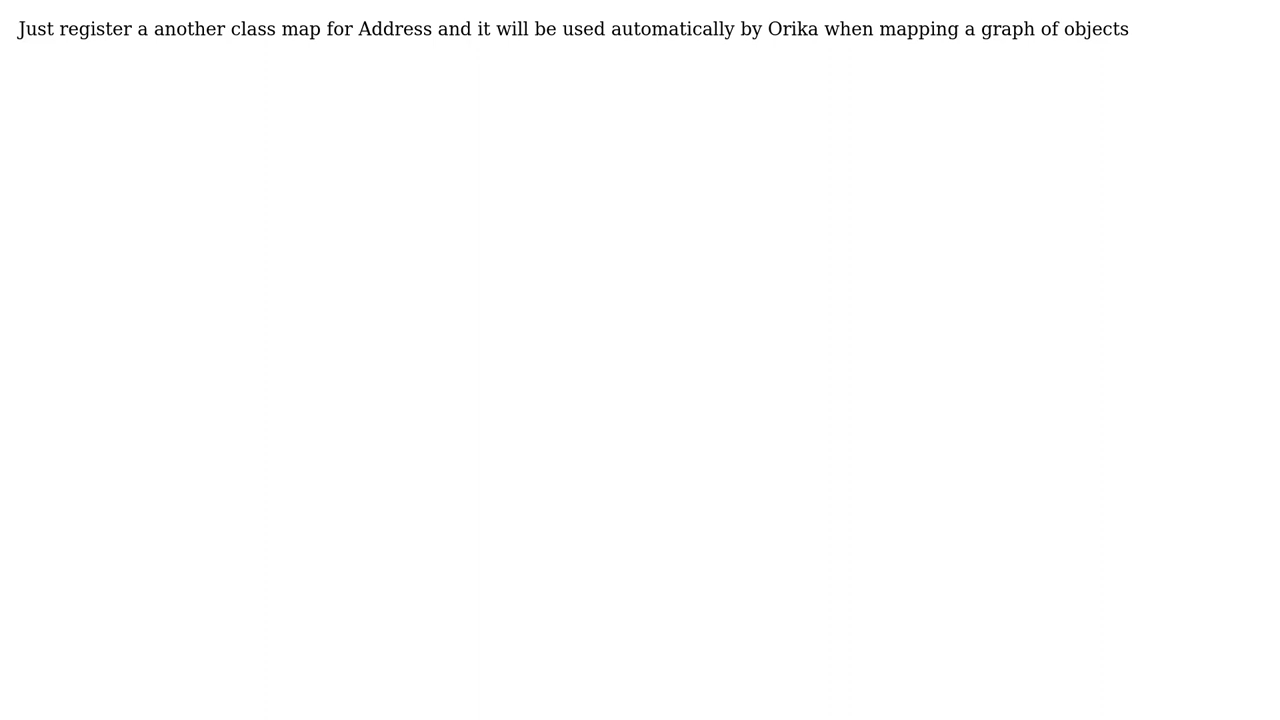 Just register a another class map for Address and it will be used automatically by Orika when mapping a graph of objects